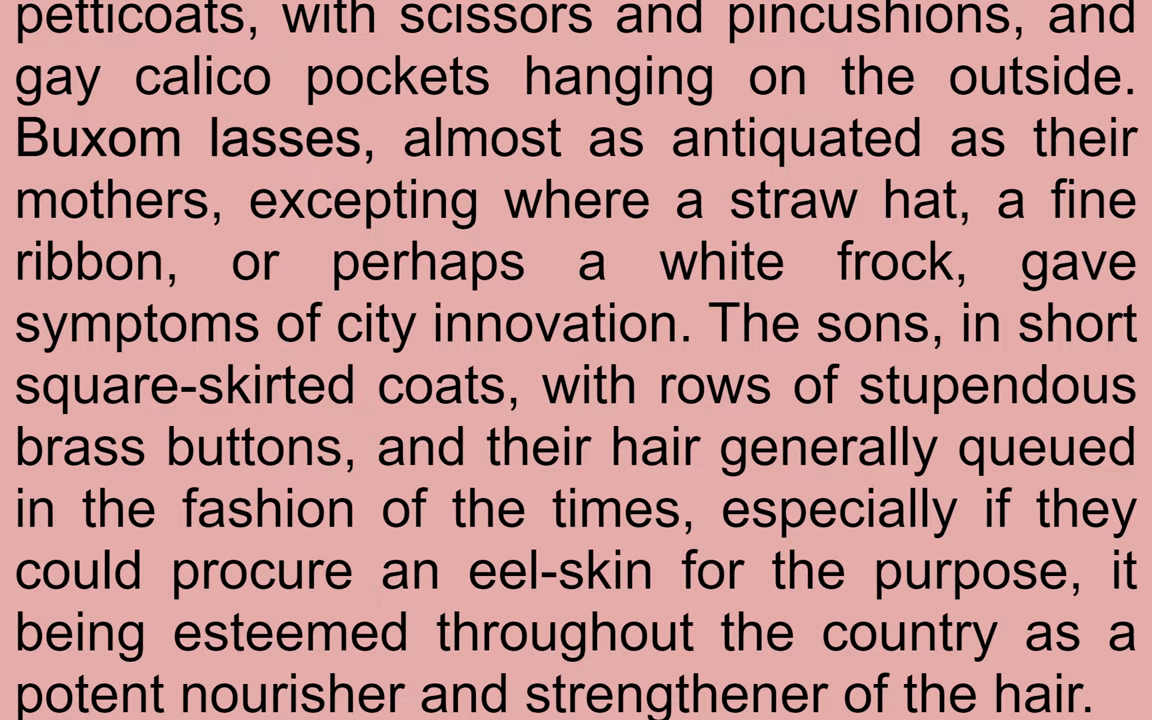 petticoats, with scissors and pincushions, and
gay calico pockets hanging on the outside.
Buxom lasses, almost as antiquated as their
mothers, excepting where a straw hat, a fine
ribbon, or perhaps a white frock, gave
symptoms of city innovation. The sons, in short
square-skirted coats, with rows of stupendous
brass buttons, and their hair generally queued
in the fashion of the times, especially if they
could procure an eel-skin for the purpose, it
being esteemed throughout the country as a
potent nourisher and strengthener of the hair.